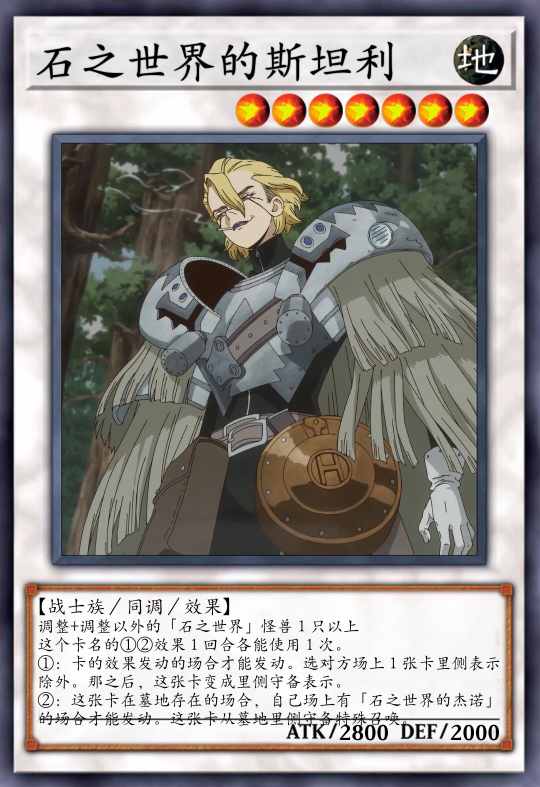 石之世界的斯坦利
地
H
【战士族／同调／效果】
调整+调整以外的「石之世界」怪兽１只以上
这个卡名的①②效果１回合各能使用１次。
①：卡的效果发动的场合才能发动。选对方场上１张卡里侧表示
除外。那之后，这张卡变成里侧守备表示。
②：这张卡在墓地存在的场合，自己场上有「石之世界的杰诺」
的场合才能发动。这张卡从墓地里侧守备特殊召唤。
ATK/2800 DEF/2000